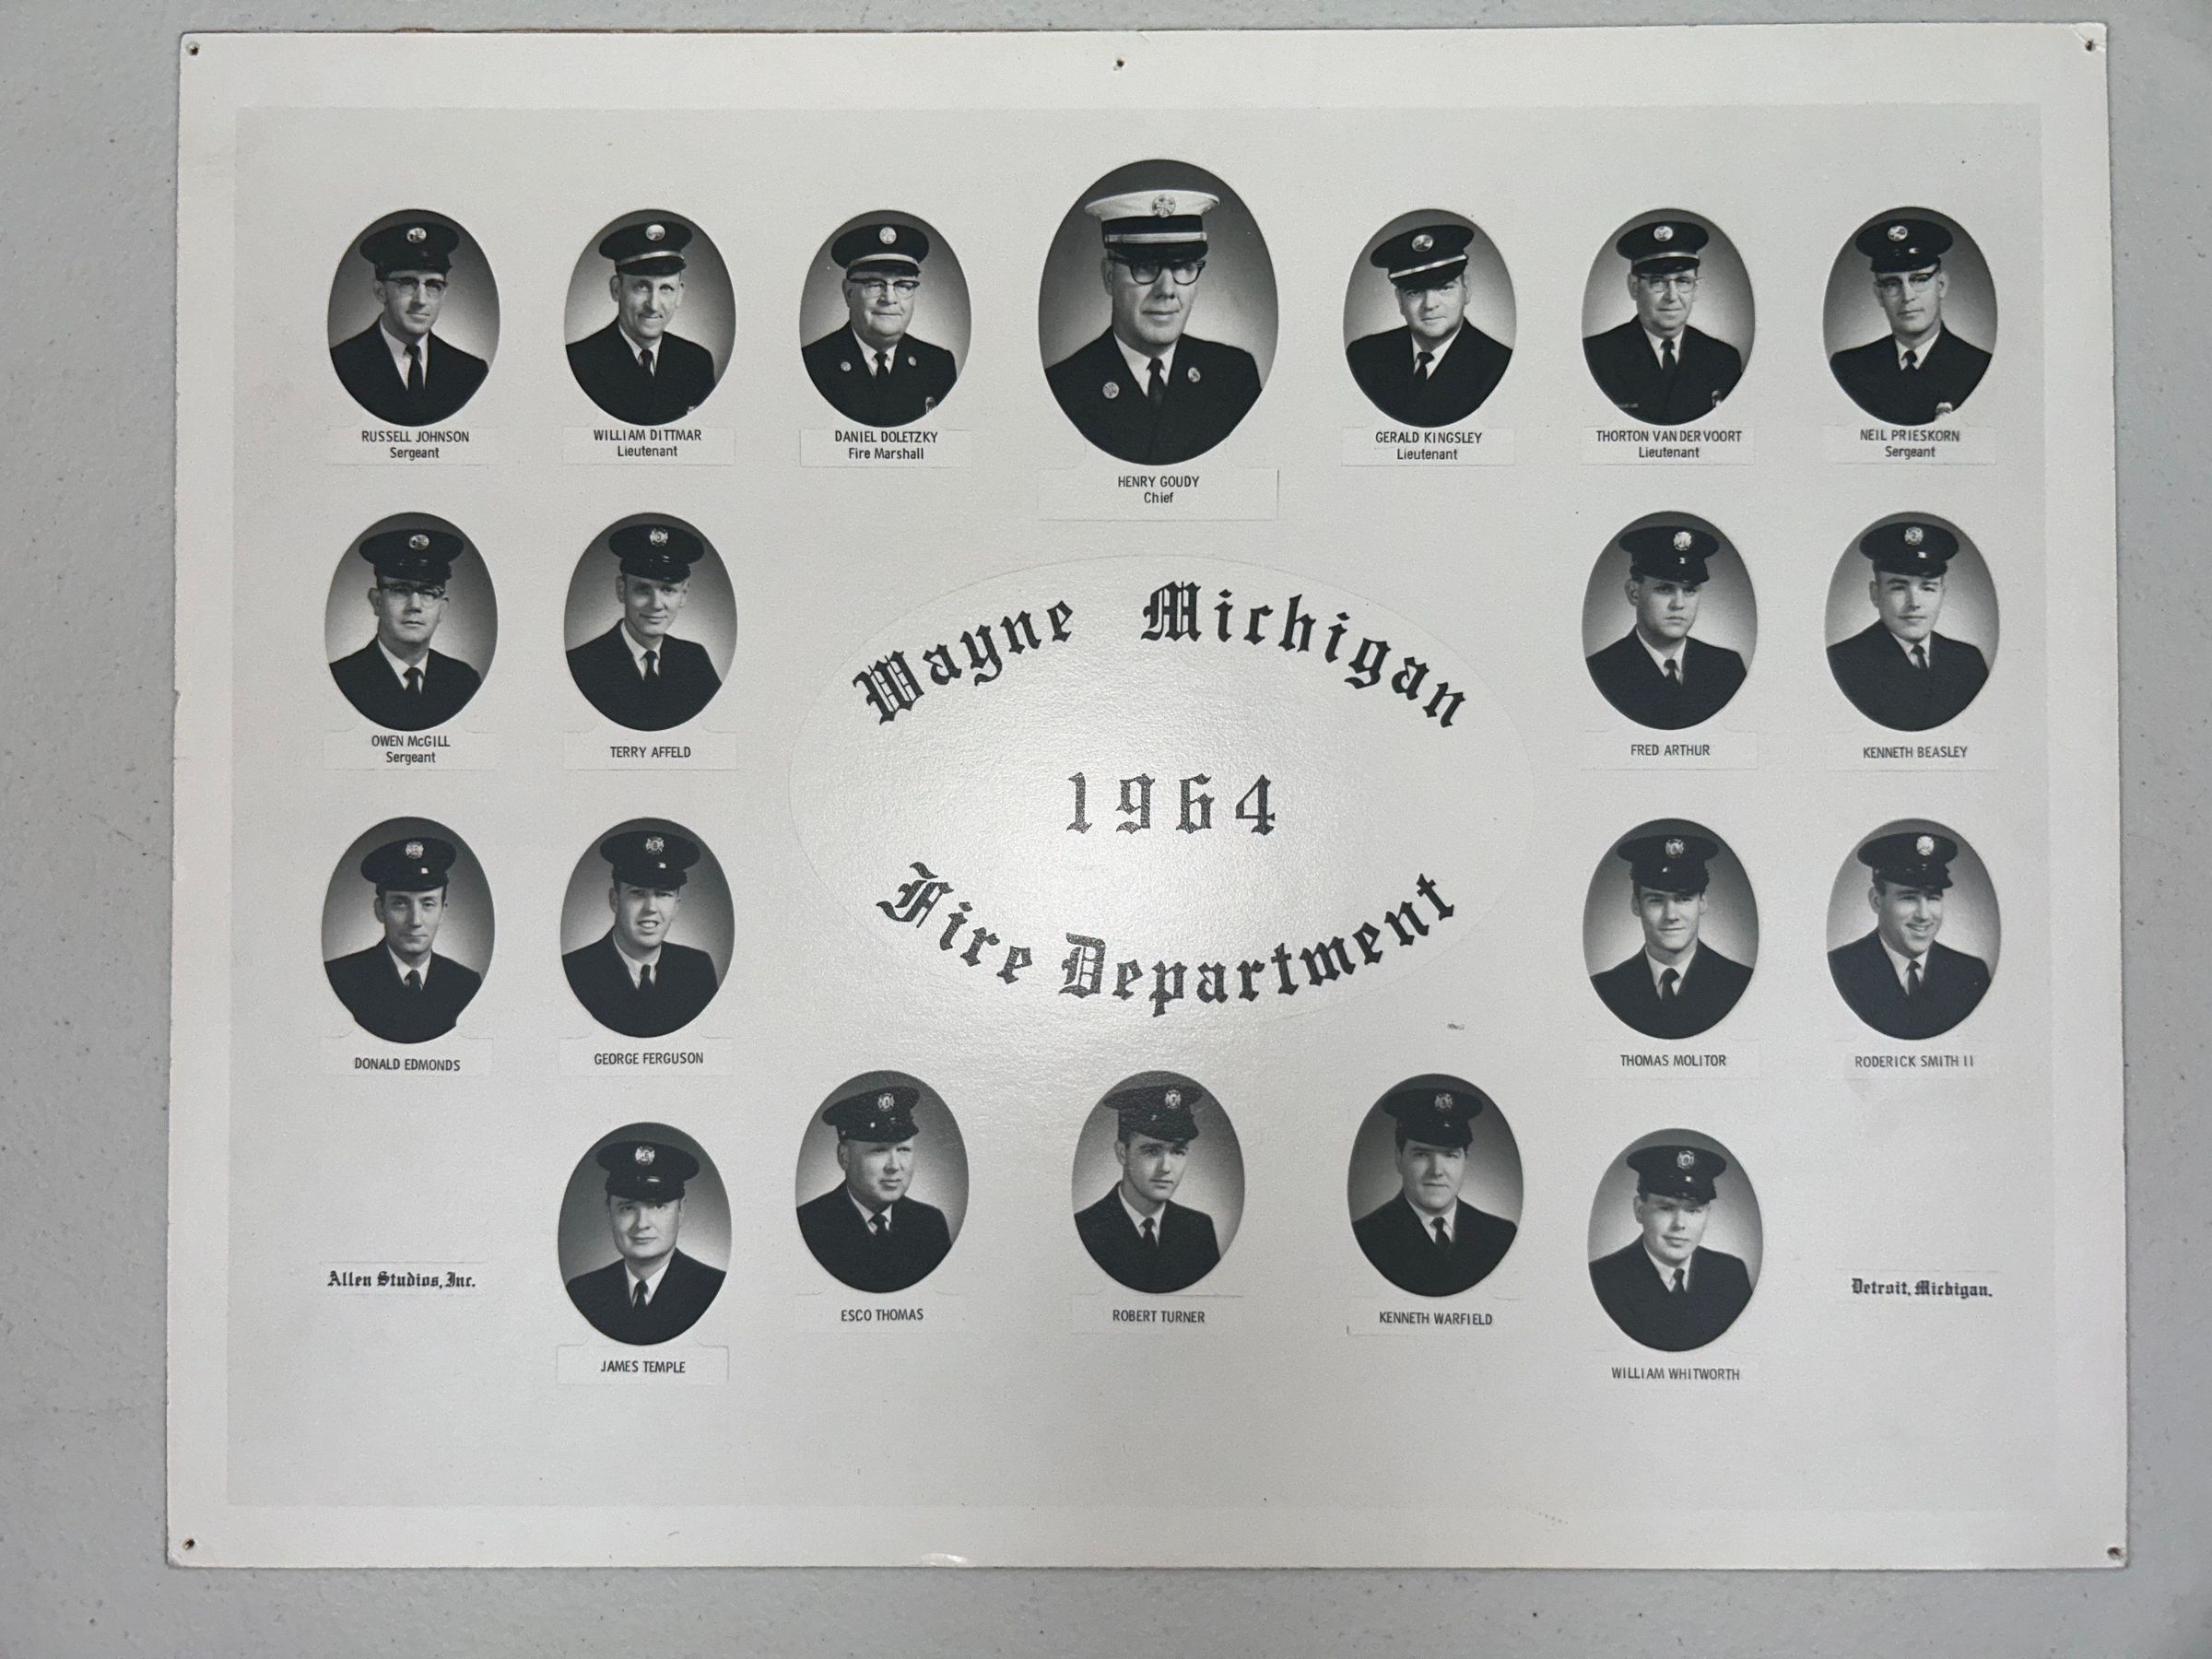 RUSSELL JOHNSON
Sergeant
WILLIAM DITTMAR
Lieutenant
DANIEL DOLETZKY
Fire Marshall
HENRY GOUDY
Chief
GERALD KINGSLEY
Lieutenant
THORTON VAN DER VOORT
Lieutenant
NEIL PRIESKORN
Sergeant
OWEN McGILL
Sergeant
TERRY AFFELD
FRED ARTHUR
KENNETH BEASLEY
Wayne Michigan
1964
Fire Department
DONALD EDMONDS
GEORGE FERGUSON
THOMAS MOLITOR
RODERICK SMITH II
JAMES TEMPLE
ESCO THOMAS
ROBERT TURNER
KENNETH WARFIELD
WILLIAM WHITWORTH
Allen Studios, Inc.
Detroit, Michigan.